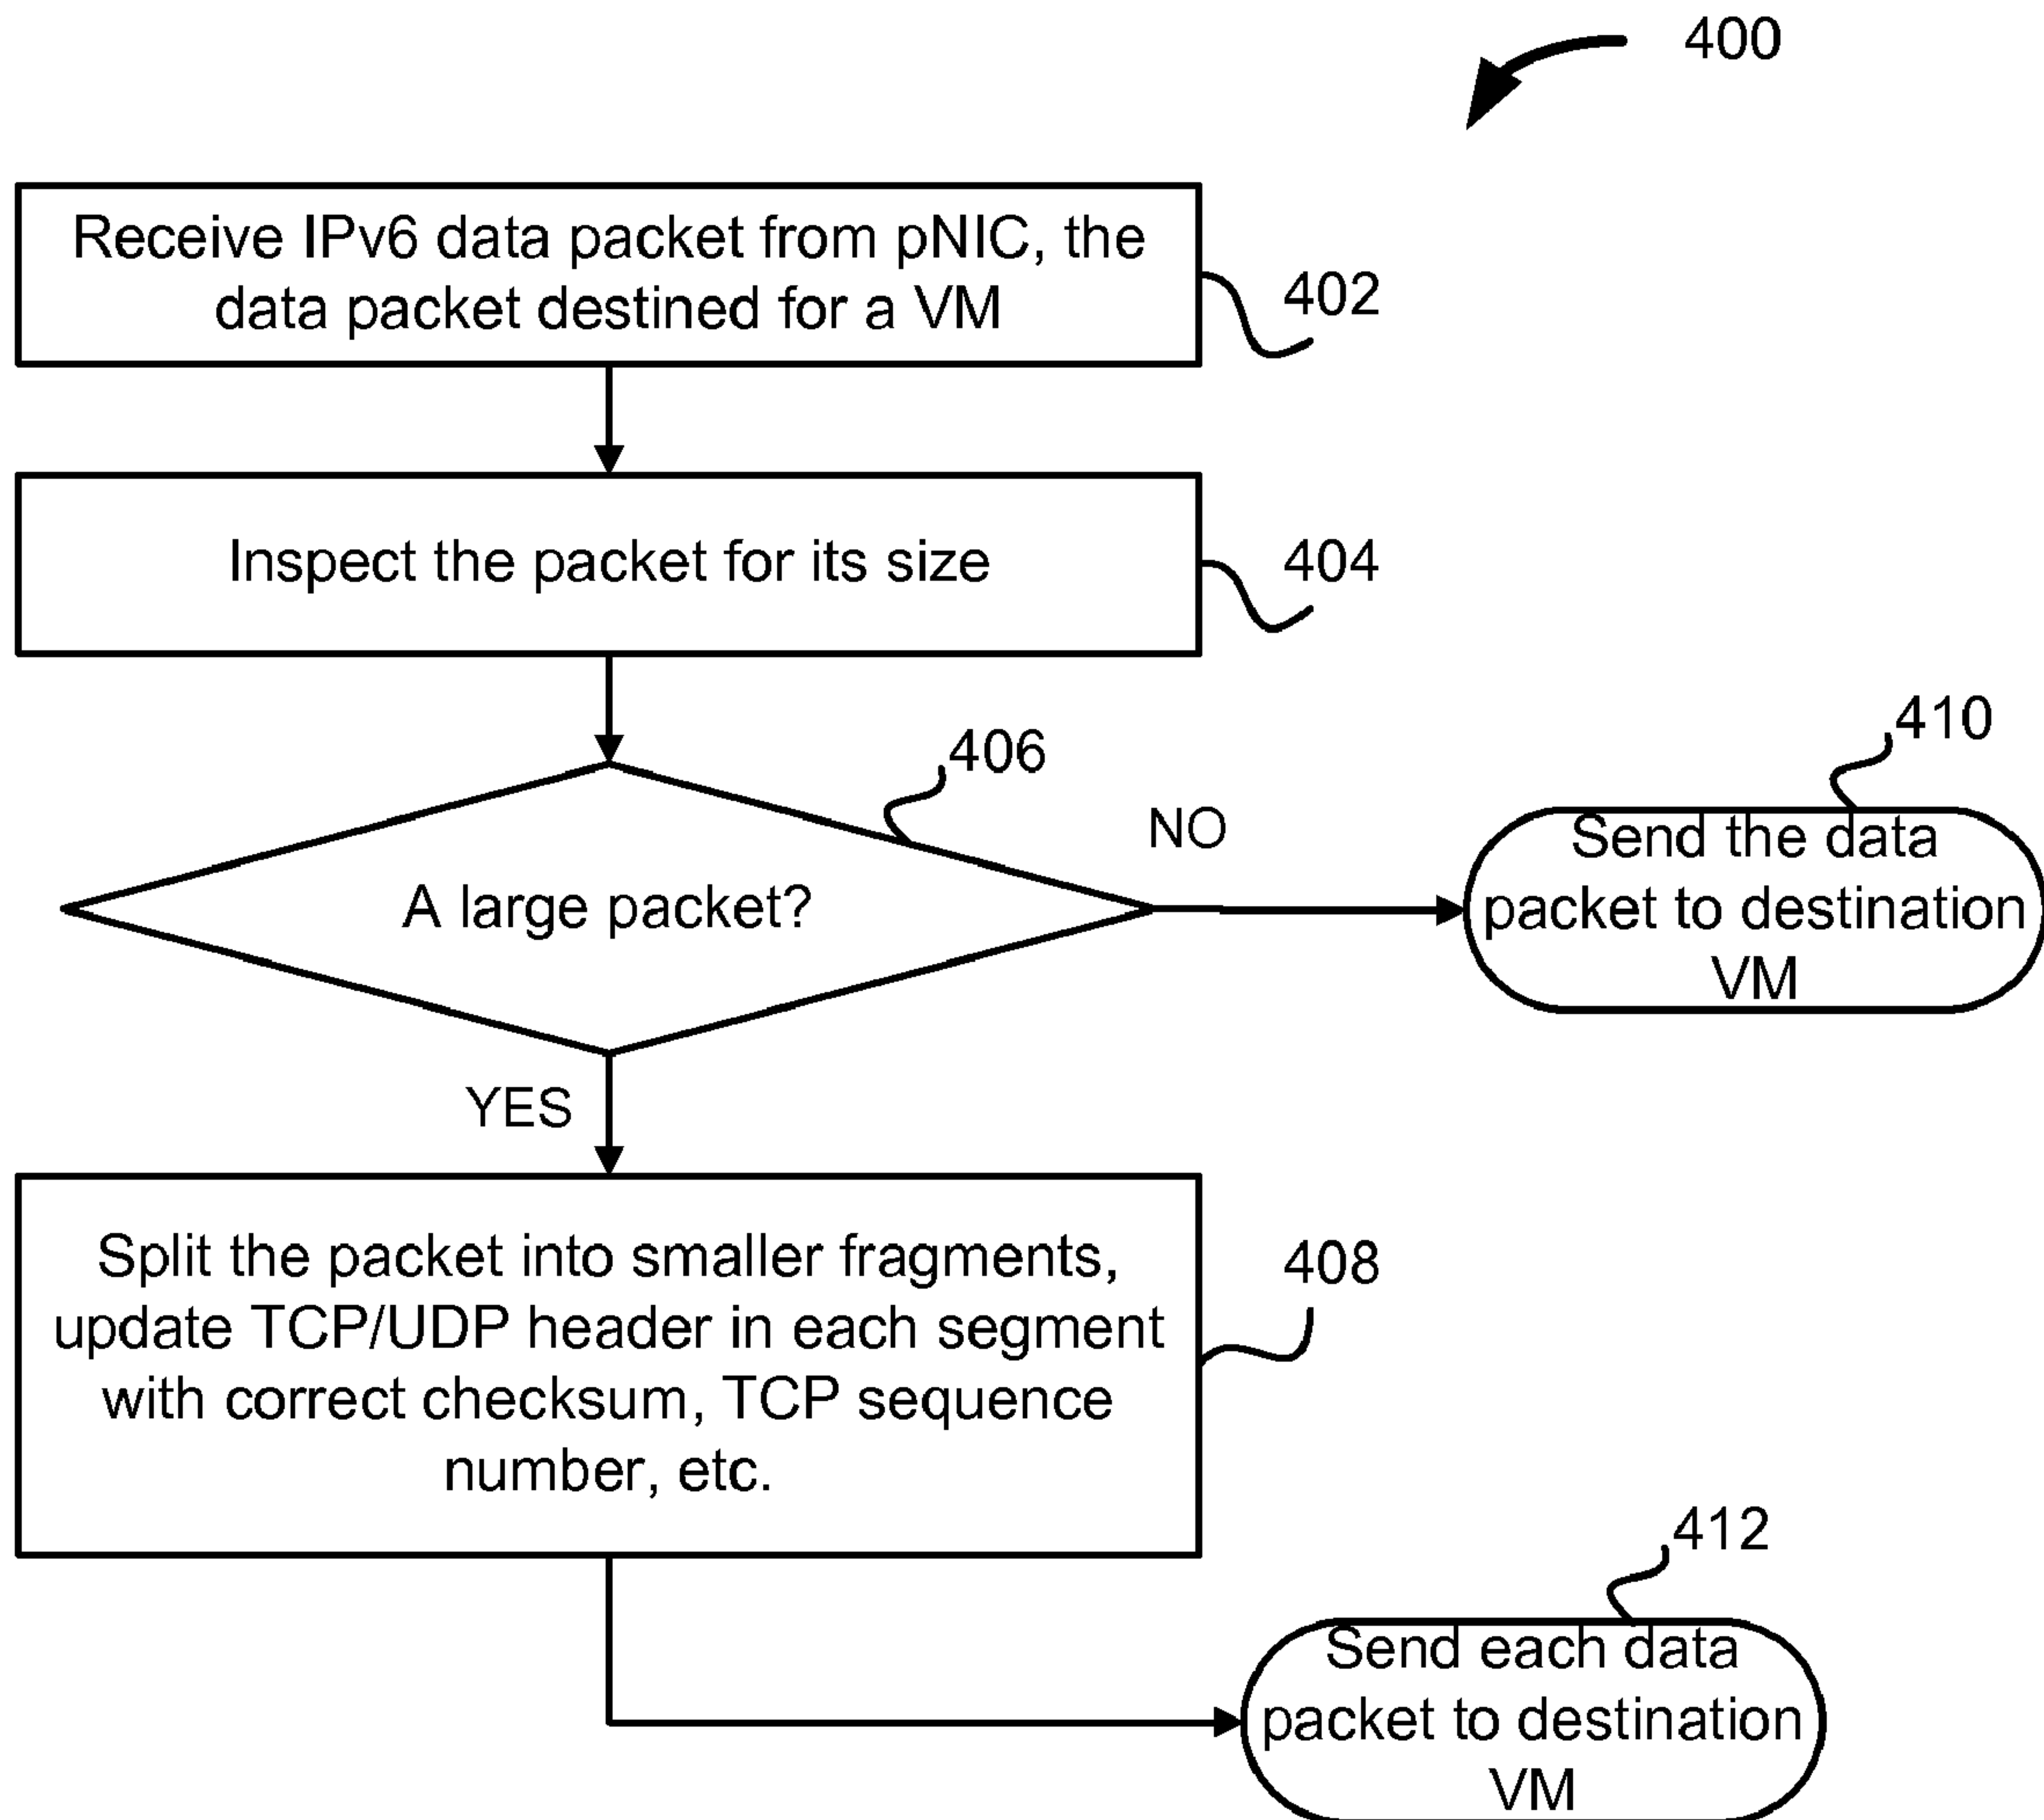 400
Receive IPv6 data packet from pNIC, the
data packet destined for a VM
402
Inspect the packet for its size
404
406
A large packet?
NO
410
Send the data
packet to destination
VM
YES
Split the packet into smaller fragments,
update TCP/UDP header in each segment
with correct checksum, TCP sequence
number, etc.
408
412
Send each data
packet to destination
VM